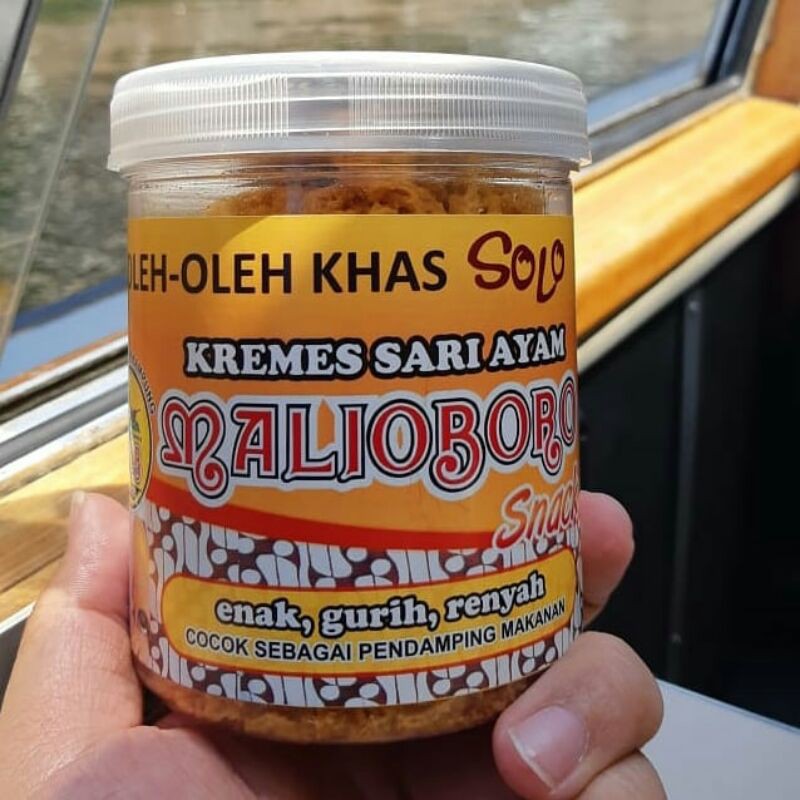 OLEH-OLEH KHAS SOLO
KREMES SARI AYAM
MALIOBORO
Snack
enak, gurih, renyah
COCOK SEBAGAI PENDAMPING MAKANAN